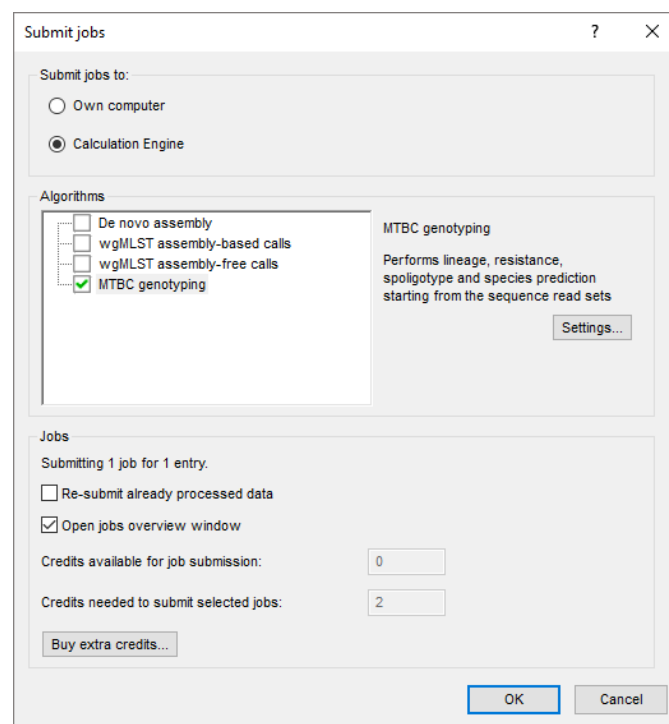 Submit jobs
?
Submit jobs to:
Own computer
Calculation Engine
Algorithms
De novo assembly
wgMLST assembly-based calls
wgMLST assembly-free calls
MTBC genotyping
MTBC genotyping
Performs lineage, resistance,
spoligotype and species prediction
starting from the sequence read sets
Settings...
Jobs
Submitting 1 job for 1 entry.
Re-submit already processed data
Open jobs overview window
Credits available for job submission:
0
Credits needed to submit selected jobs:
2
Buy extra credits...
OK
Cancel